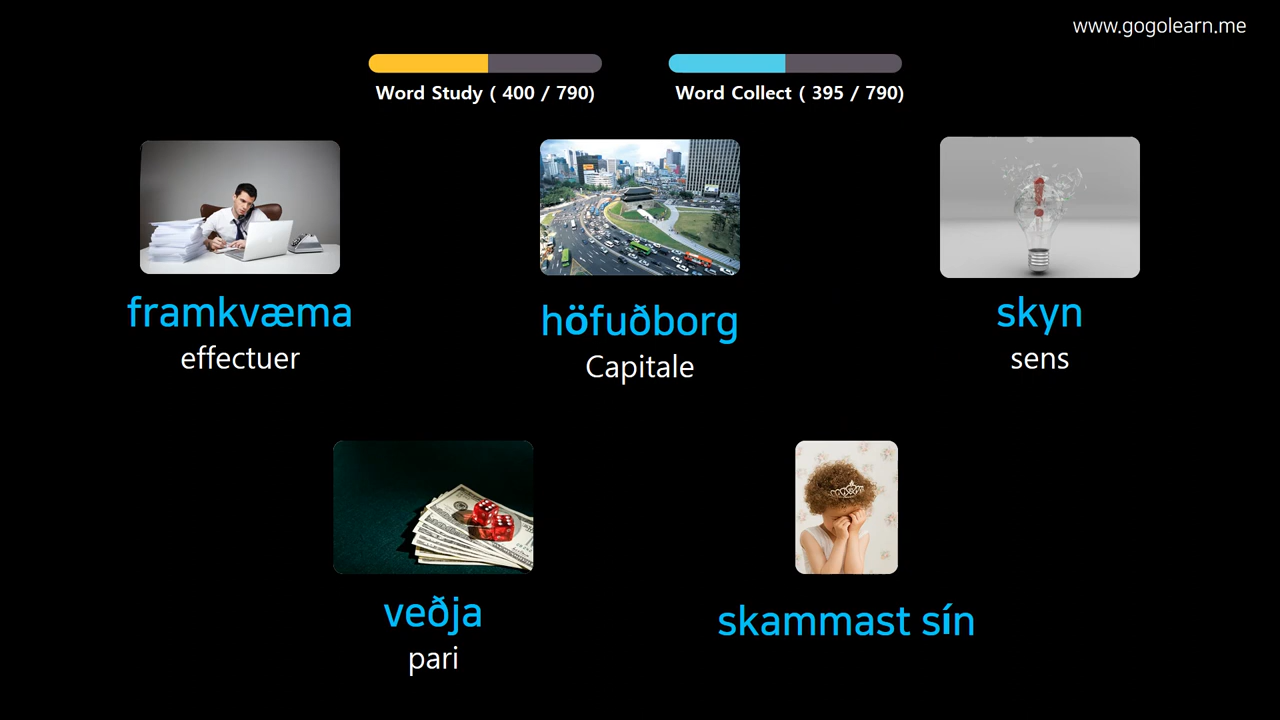 www.gogolearn.me
Word Study ( 400 / 790)
Word Collect ( 395 / 790)
framkvæma
effectuer
höfuðborg
Capitale
skyn
sens
veðja
pari
skammast sín